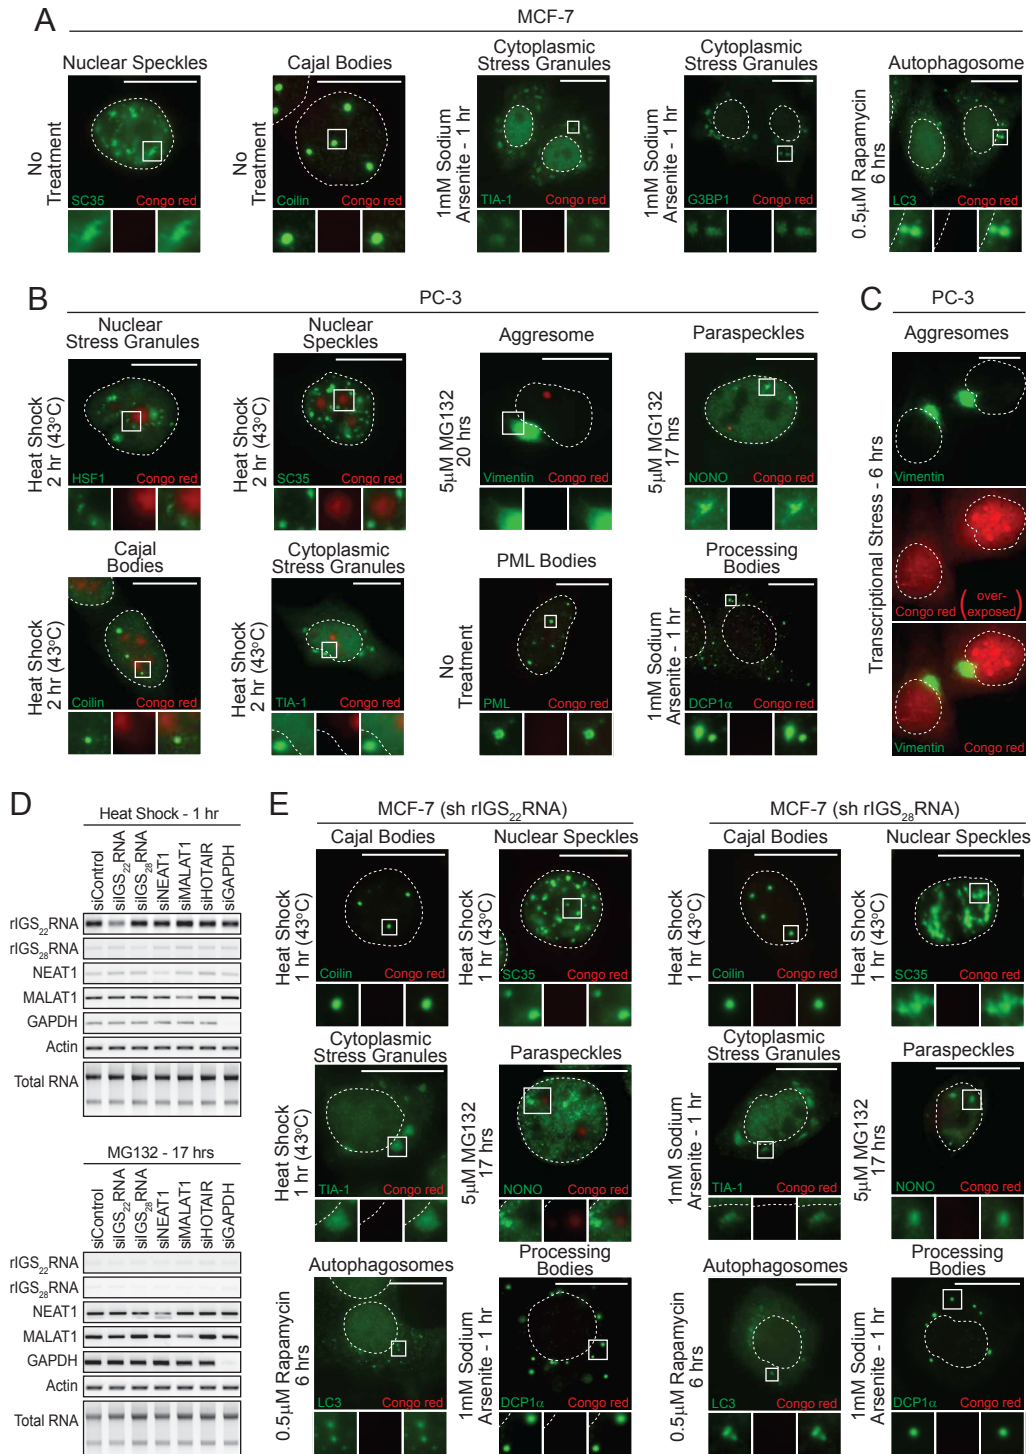 A
MCF-7
Nuclear Speckles
No
Treatment
SC35
Congo red
Cajal Bodies
No
Treatment
Coilin
Congo red
Cytoplasmic
Stress Granules
1mM Sodium
Arsenite - 1 hr
TIA-1
Congo red
Cytoplasmic
Stress Granules
1mM Sodium
Arsenite - 1 hr
G3BP1
Congo red
Autophagosome
0.5μM Rapamycin
6 hrs
LC3
Congo red
B
PC-3
Nuclear
Stress Granules
Heat Shock
2 hr (43°C)
HSF1
Congo red
Nuclear
Speckles
Heat Shock
2 hr (43°C)
SC35
Congo red
Aggresome
5μM MG132
20 hrs
Vimentin
Congo red
Paraspeckles
5μM MG132
17 hrs
NONO
Congo red
Cajal
Bodies
Heat Shock
2 hr (43°C)
Coilin
Congo red
Cytoplasmic
Stress Granules
Heat Shock
2 hr (43°C)
TIA-1
Congo red
PML Bodies
No
Treatment
PML
Congo red
Processing
Bodies
1mM Sodium
Arsenite - 1 hr
DCP1α
Congo red
C
PC-3
Aggresomes
Transcriptional Stress - 6 hrs
Vimentin
Congo red (over-exposed)
Vimentin
Congo red
D
Heat Shock - 1 hr
siControl
siIGS22RNA
siIGS28RNA
siNEAT1
siMALAT1
siHOTAIR
siGAPDH
rIGS22RNA
rIGS28RNA
NEAT1
MALAT1
GAPDH
Actin
Total RNA
MG132 - 17 hrs
siControl
siIGS22RNA
siIGS28RNA
siNEAT1
siMALAT1
siHOTAIR
siGAPDH
rIGS22RNA
rIGS28RNA
NEAT1
MALAT1
GAPDH
Actin
Total RNA
E
MCF-7 (sh rIGS22RNA)
Cajal Bodies
Heat Shock
1 hr (43°C)
Coilin
Congo red
Nuclear Speckles
Heat Shock
1 hr (43°C)
SC35
Congo red
Cytoplasmic
Stress Granules
Heat Shock
1 hr (43°C)
TIA-1
Congo red
Paraspeckles
5μM MG132
17 hrs
NONO
Congo red
Autophagosomes
0.5μM Rapamycin
6 hrs
LC3
Congo red
Processing
Bodies
1mM Sodium
Arsenite - 1 hr
DCP1α
Congo red
MCF-7 (sh rIGS28RNA)
Cajal Bodies
Heat Shock
1 hr (43°C)
Coilin
Congo red
Nuclear Speckles
Heat Shock
1 hr (43°C)
SC35
Congo red
Cytoplasmic
Stress Granules
1mM Sodium
Arsenite - 1 hr
TIA-1
Congo red
Paraspeckles
5μM MG132
17 hrs
NONO
Congo red
Autophagosomes
0.5μM Rapamycin
6 hrs
LC3
Congo red
Processing
Bodies
1mM Sodium
Arsenite - 1 hr
DCP1α
Congo red